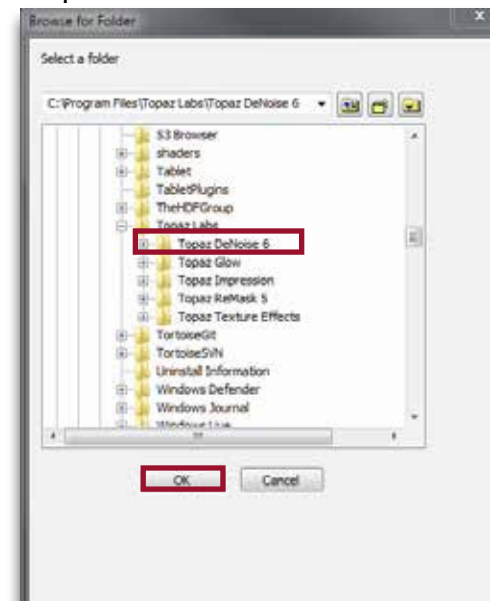 Browse for Folder
x
Select a folder
C:\Program Files\Topaz Labs\Topaz DeNoise 6
S3 Browser
shaders
Tablet
TabletPlugins
TheHDFGroup
Topaz Labs
Topaz DeNoise 6
Topaz Glow
Topaz Impression
Topaz ReMask 5
Topaz Texture Effects
TortoiseGit
TortoiseSVN
Uninstall Information
Windows Defender
Windows Journal
Windows Live
OK Cancel